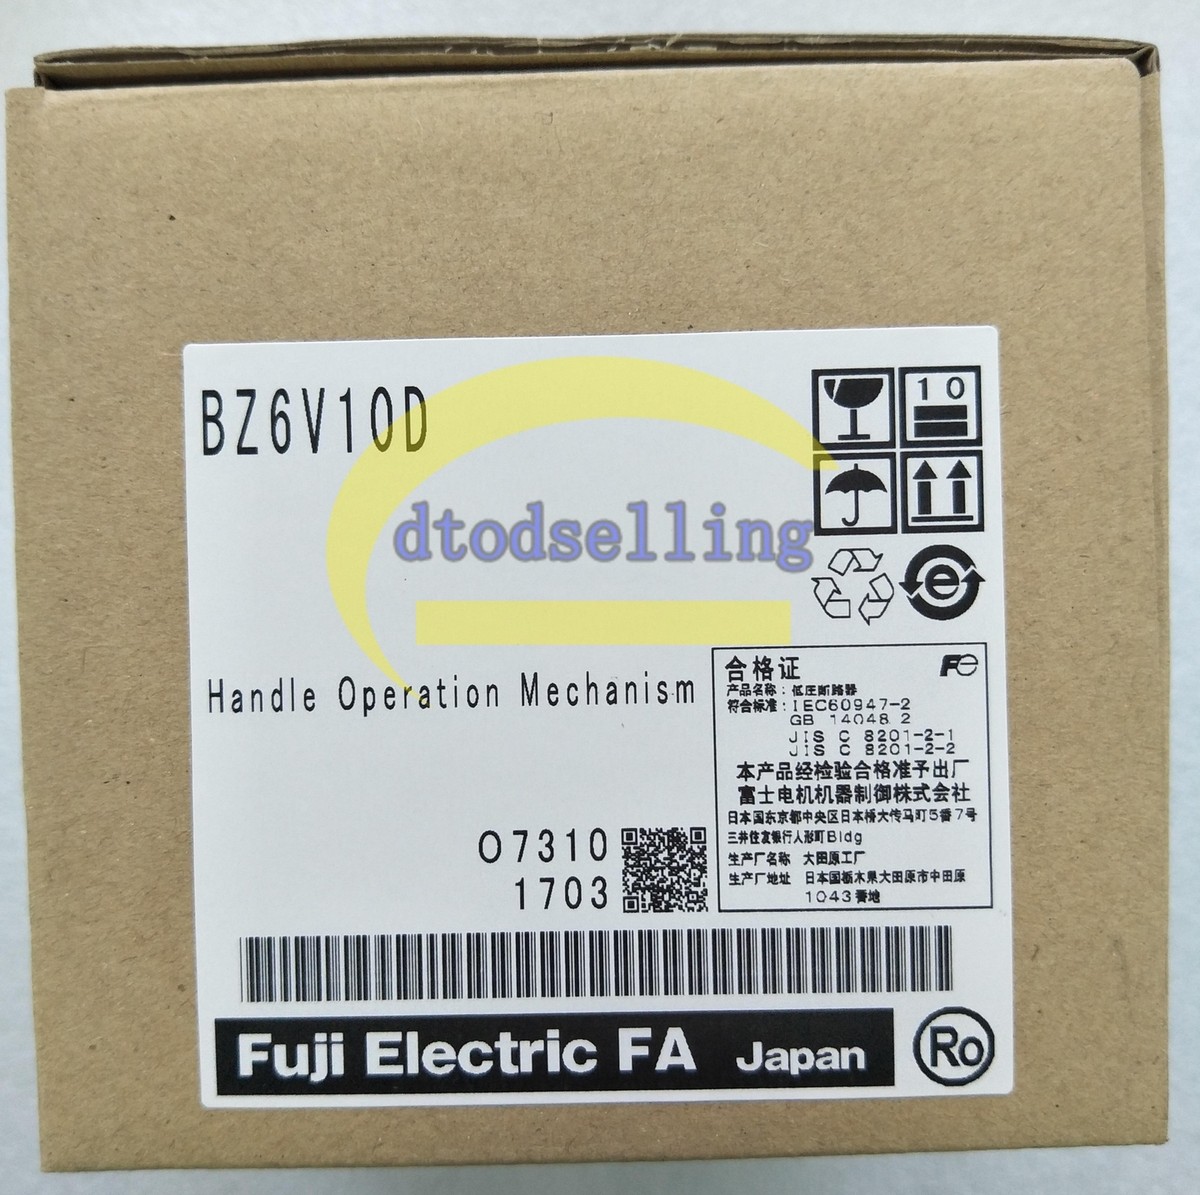 BZ6V10D
10
dtodselling
e
Handle Operation Mechanism
合格证 Fe
产品名称：低压断路器
符合标准：IEC60947-2
GB 14048.2
JIS C 8201-2-1
JIS C 8201-2-2
本产品经检验合格准予出厂
富士电机机器制御株式会社
日本国东京都中央区日本桥大传马町5番7号
三井住友银行人形町Bldg
生产厂名称 大田原工厂
生产厂地址 日本国栃木県大田原市中田原
1043番地
07310
1703
Fuji Electric FA Japan
Ro